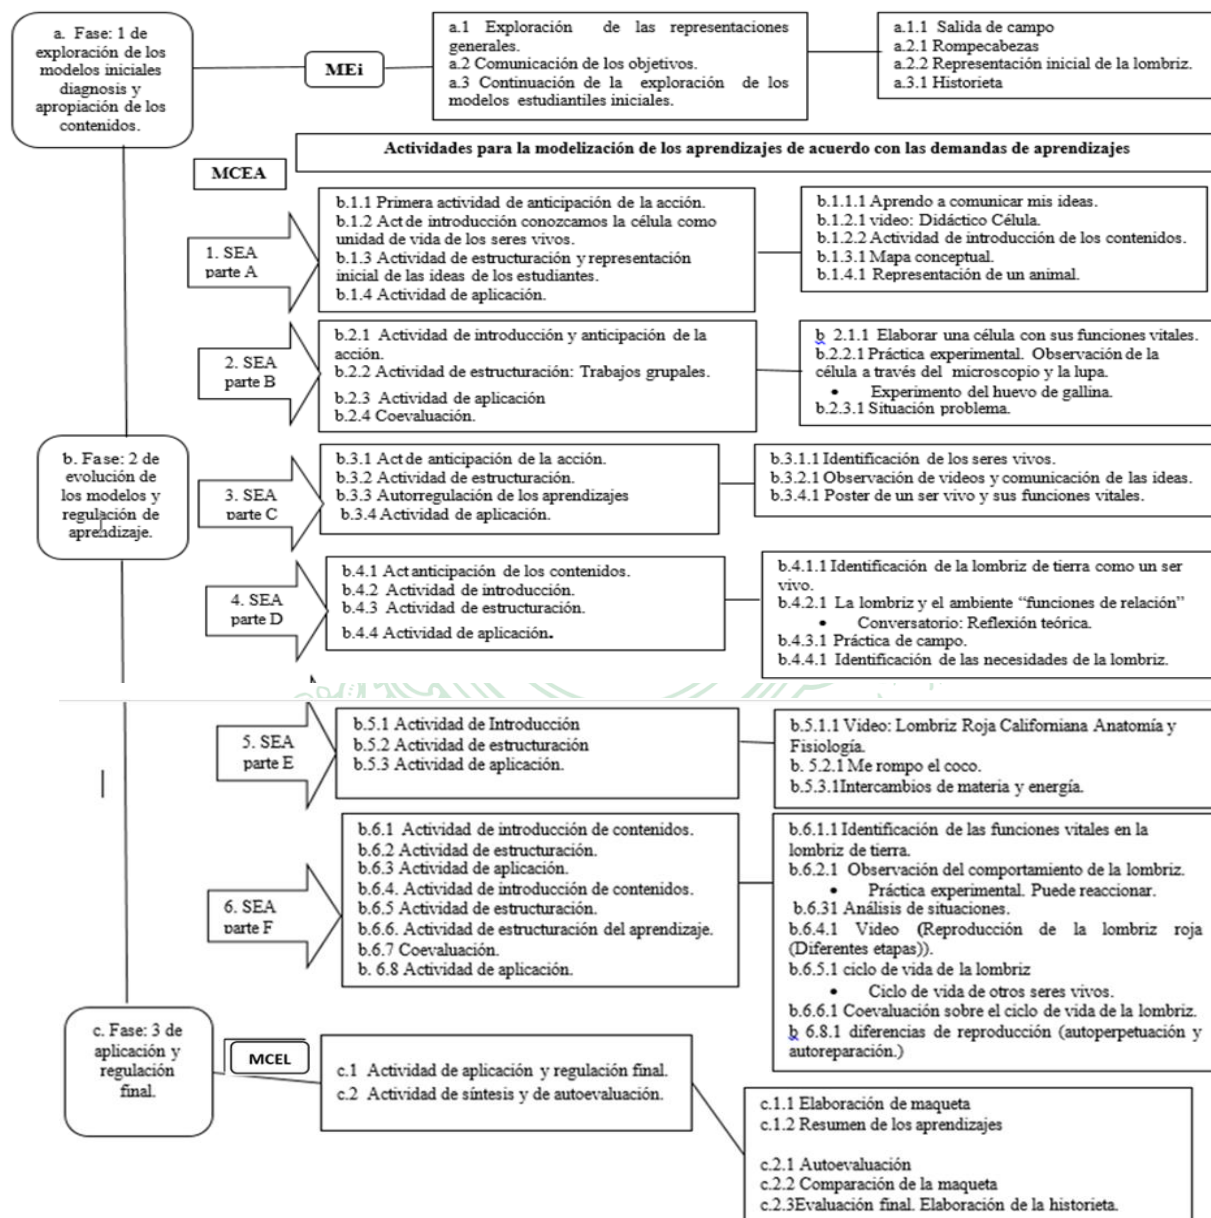 a. Fase: 1 de
exploración de los
modelos iniciales
diagnosis y
apropiación de los
contenidos.
MEi
a.1 Exploración de las representaciones
generales.
a.2 Comunicación de los objetivos.
a.3 Continuación de la exploración de los
modelos estudiantiles iniciales.
a.1.1 Salida de campo
a.2.1 Rompecabezas
a.2.2 Representación inicial de la lombriz.
a.3.1 Historieta
Actividades para la modelización de los aprendizajes de acuerdo con las demandas de aprendizajes
MCEA
1. SEA
parte A
b.1.1 Primera actividad de anticipación de la acción.
b.1.2 Act de introducción conozcamos la célula como
unidad de vida de los seres vivos.
b.1.3 Actividad de estructuración y representación
inicial de las ideas de los estudiantes.
b.1.4 Actividad de aplicación.
b.1.1.1 Aprendo a comunicar mis ideas.
b.1.2.1 video: Didáctico Célula.
b.1.2.2 Actividad de introducción de los contenidos.
b.1.3.1 Mapa conceptual.
b.1.4.1 Representación de un animal.
2. SEA
parte B
b.2.1 Actividad de introducción y anticipación de la
acción.
b.2.2 Actividad de estructuración: Trabajos grupales.
b.2.3 Actividad de aplicación
b.2.4 Coevaluación.
b 2.1.1 Elaborar una célula con sus funciones vitales.
b.2.2.1 Práctica experimental. Observación de la
célula a través del microscopio y la lupa.
• Experimento del huevo de gallina.
b.2.3.1 Situación problema.
b. Fase: 2 de
evolución de
los modelos y
regulación de
aprendizaje.
3. SEA
parte C
b.3.1 Act de anticipación de la acción.
b.3.2 Actividad de estructuración.
b.3.3 Autorregulación de los aprendizajes
b.3.4 Actividad de aplicación.
b.3.1.1 Identificación de los seres vivos.
b.3.2.1 Observación de videos y comunicación de las ideas.
b.3.4.1 Poster de un ser vivo y sus funciones vitales.
4. SEA
parte D
b.4.1 Act anticipación de los contenidos.
b.4.2 Actividad de introducción.
b.4.3 Actividad de estructuración.
b.4.4 Actividad de aplicación.
b.4.1.1 Identificación de la lombriz de tierra como un ser
vivo.
b.4.2.1 La lombriz y el ambiente “funciones de relación”
• Conversatorio: Reflexión teórica.
b.4.3.1 Práctica de campo.
b.4.4.1 Identificación de las necesidades de la lombriz.
5. SEA
parte E
b.5.1 Actividad de Introducción
b.5.2 Actividad de estructuración
b.5.3 Actividad de aplicación.
b.5.1.1 Video: Lombriz Roja Californiana Anatomía y
Fisiología.
b. 5.2.1 Me rompo el coco.
b.5.3.1Intercambios de materia y energía.
6. SEA
parte F
b.6.1 Actividad de introducción de contenidos.
b.6.2 Actividad de estructuración.
b.6.3 Actividad de aplicación.
b.6.4. Actividad de introducción de contenidos.
b.6.5 Actividad de estructuración.
b.6.6. Actividad de estructuración del aprendizaje.
b.6.7 Coevaluación.
b. 6.8 Actividad de aplicación.
b.6.1.1 Identificación de las funciones vitales en la
lombriz de tierra.
b.6.2.1 Observación del comportamiento de la lombriz.
• Práctica experimental. Puede reaccionar.
b.6.31 Análisis de situaciones.
b.6.4.1 Video (Reproducción de la lombriz roja
(Diferentes etapas)).
b.6.5.1 ciclo de vida de la lombriz
• Ciclo de vida de otros seres vivos.
b.6.6.1 Coevaluación sobre el ciclo de vida de la lombriz.
b 6.8.1 diferencias de reproducción (autoperpetuación y
autoreparación.)
c. Fase: 3 de
aplicación y
regulación
final.
MCEL
c.1 Actividad de aplicación y regulación final.
c.2 Actividad de síntesis y de autoevaluación.
c.1.1 Elaboración de maqueta
c.1.2 Resumen de los aprendizajes
c.2.1 Autoevaluación
c.2.2 Comparación de la maqueta
c.2.3Evaluación final. Elaboración de la historieta.